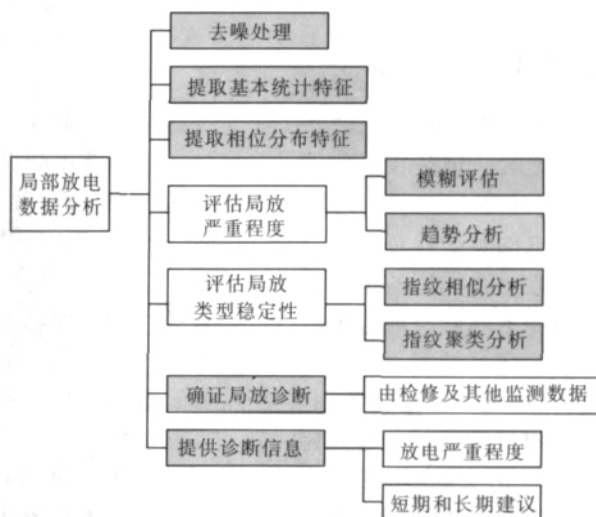 去噪处理
提取基本统计特征
提取相位分布特征
局部放电
数据分析
评估局放
严重程度
模糊评估
趋势分析
评估局放
类型稳定性
指纹相似分析
指纹聚类分析
确证局放诊断
由检修及其他监测数据
提供诊断信息
放电严重程度
短期和长期建议